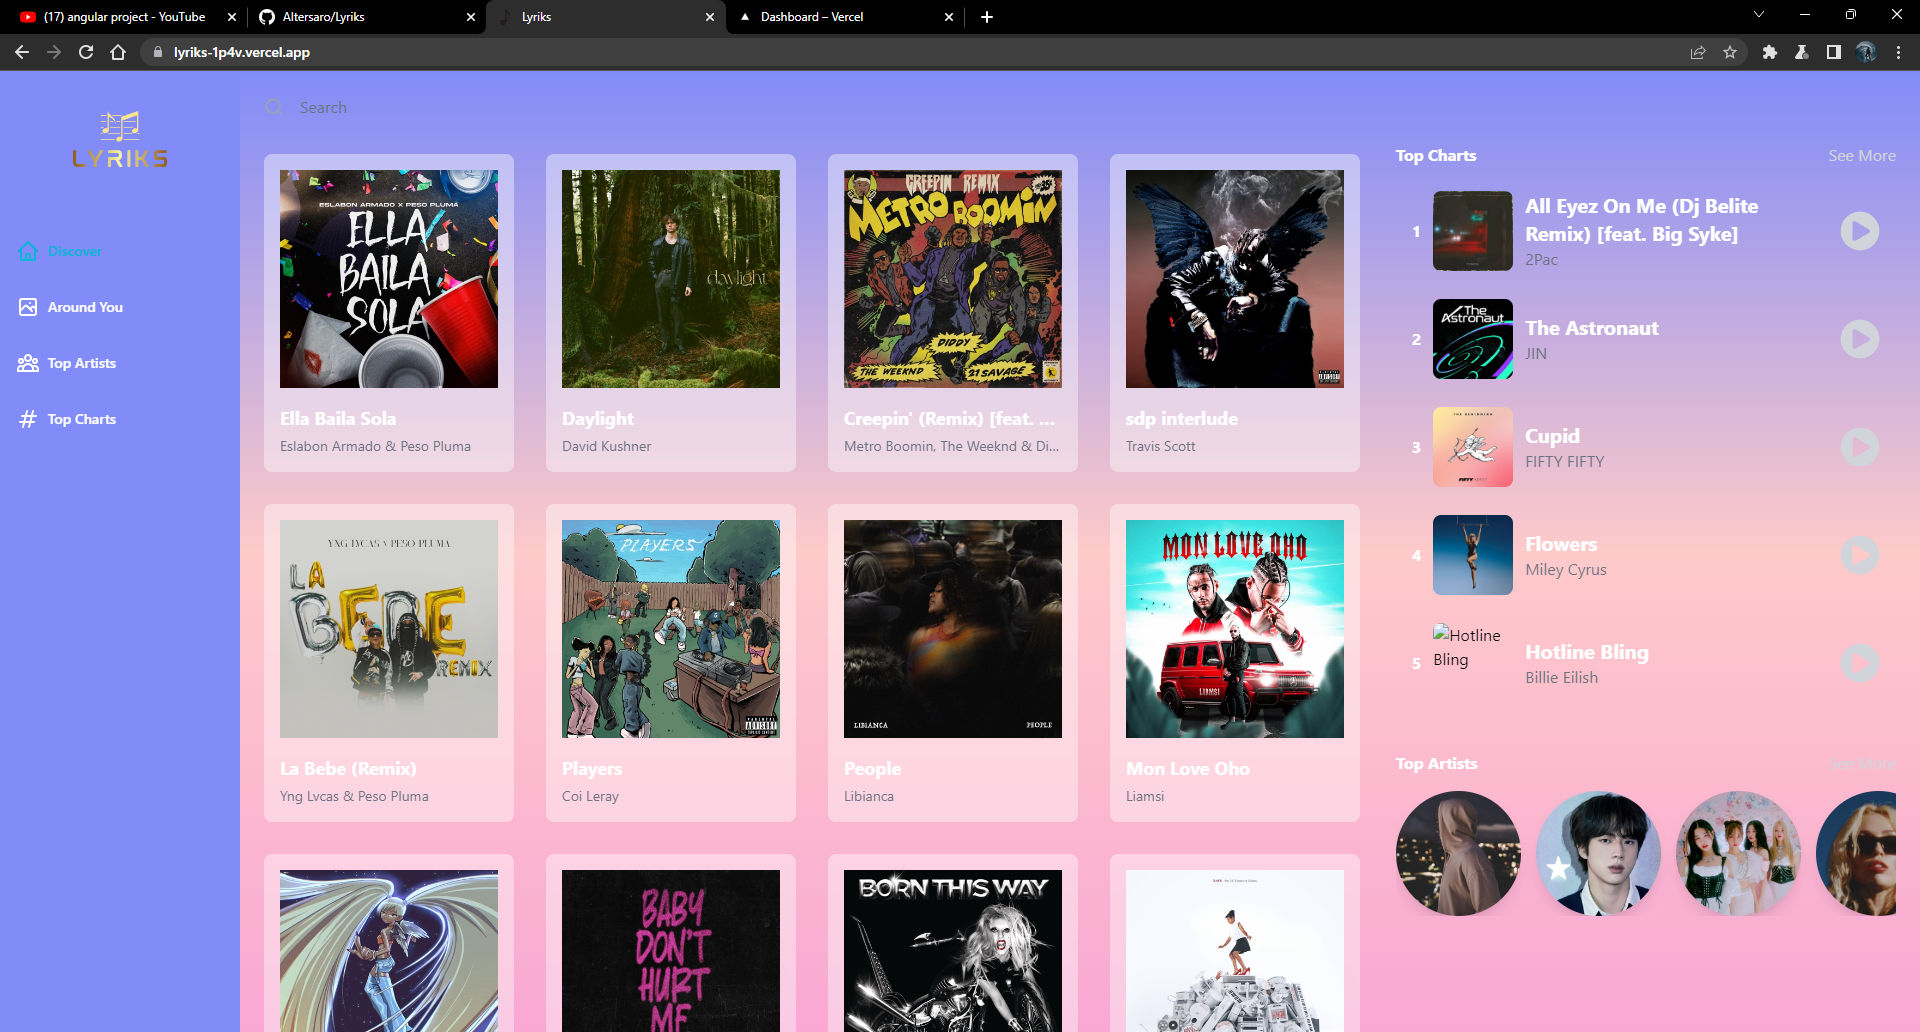 (17) angular project - YouTube
Altersaro/Lyriks
Lyriks
Dashboard – Vercel
lyriks-1p4v.vercel.app
LYRIKS
Discover
Around You
Top Artists
Top Charts
Search
ESLABON ARMADO X PESO PLUMA
ELLA
BAILA
SOLA
Ella Baila Sola
Eslabon Armado & Peso Pluma
daylight
Daylight
David Kushner
CREEPIN REMIX
METRO BOOMIN
DIDDY
THE WEEKND
21 SAVAGE
Creepin' (Remix) [feat. ...
Metro Boomin, The Weeknd & Di...
sdp interlude
Travis Scott
YNG LVCAS X PESO PLUMA
LA
BEBE
REMIX
La Bebe (Remix)
Yng Lvcas & Peso Pluma
PLAYERS
Players
Coi Leray
LIBIANCA
PEOPLE
People
Libianca
MON LOVE OHO
LIAMSI
Mon Love Oho
Liamsi
BABY
DON'T
HURT
ME
BORN THIS WAY
Top Charts
See More
1
All Eyez On Me (Dj Belite
Remix) [feat. Big Syke]
2Pac
2
The
Astronaut
The Astronaut
JIN
3
THE BEGINNING
FIFTY FIFTY
Cupid
FIFTY FIFTY
4
Flowers
Miley Cyrus
5
Hotline
Bling
Hotline Bling
Billie Eilish
Top Artists
See More